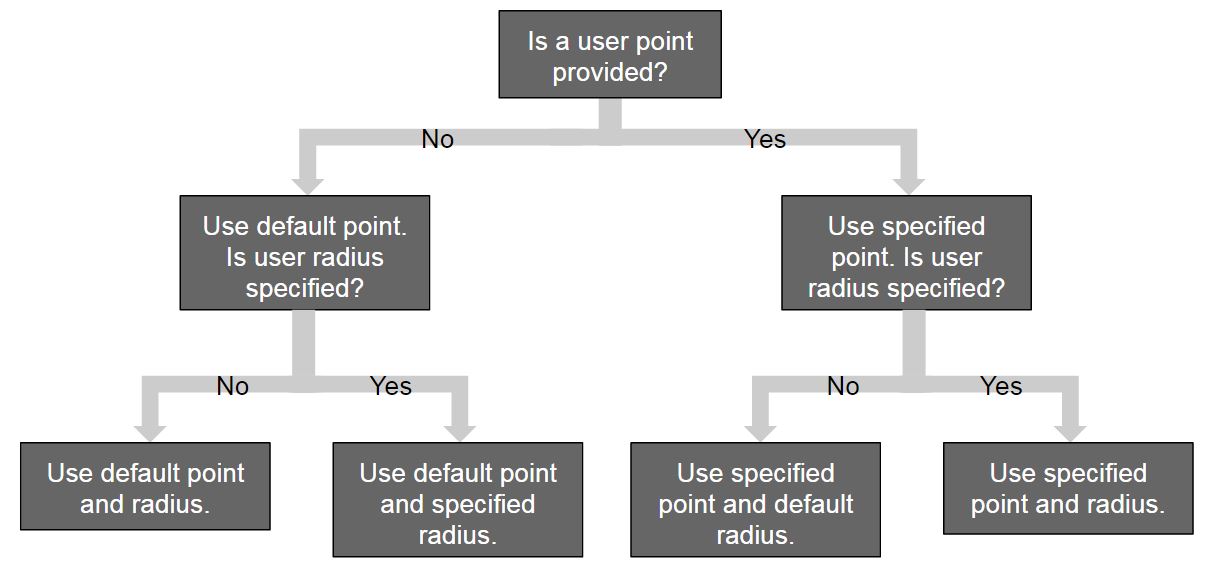 Is a user point
provided?
No
Yes
Use default point.
Is user radius
specified?
Use specified
point. Is user
radius specified?
No
Yes
No
Yes
Use default point
and radius.
Use default point
and specified
radius.
Use specified
point and default
radius.
Use specified
point and radius.